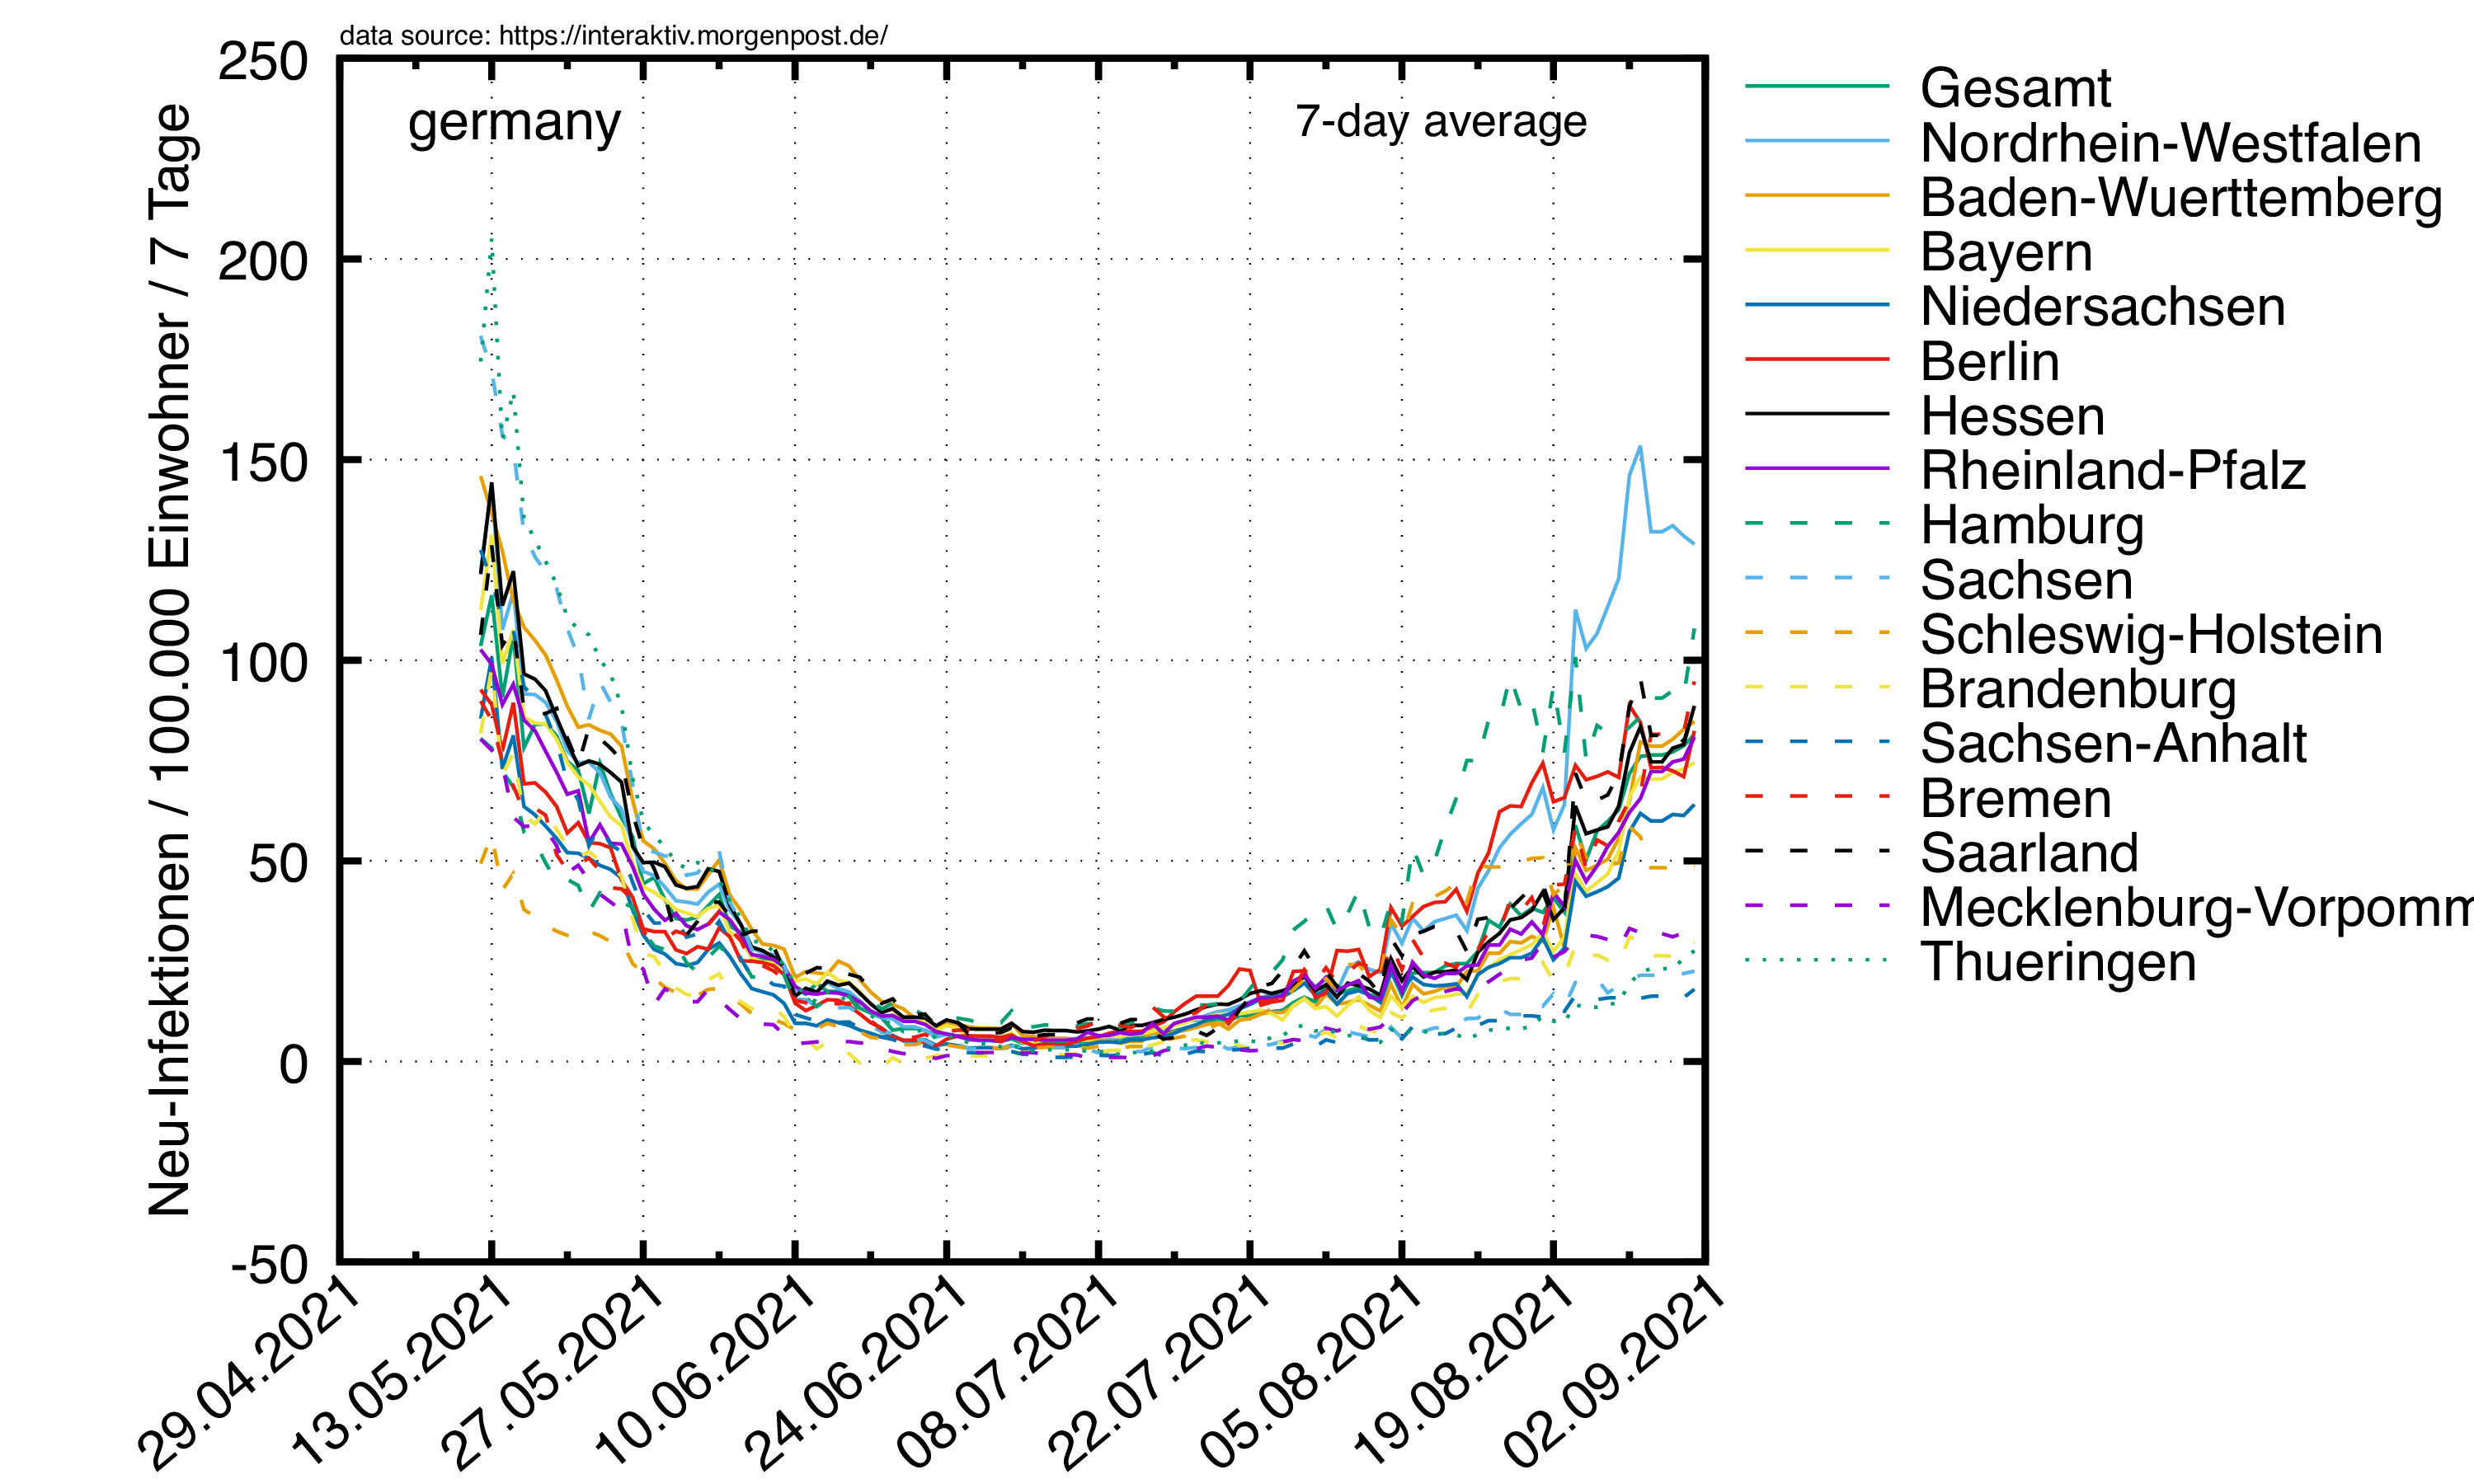 data source: https://interaktiv.morgenpost.de/
germany
7-day average
Neu-Infektionen / 100.000 Einwohner / 7 Tage
250
200
150
100
50
0
-50
29.04.2021
13.05.2021
27.05.2021
10.06.2021
24.06.2021
08.07.2021
22.07.2021
05.08.2021
19.08.2021
02.09.2021
Gesamt
Nordrhein-Westfalen
Baden-Wuerttemberg
Bayern
Niedersachsen
Berlin
Hessen
Rheinland-Pfalz
Hamburg
Sachsen
Schleswig-Holstein
Brandenburg
Sachsen-Anhalt
Bremen
Saarland
Mecklenburg-Vorpomm
Thueringen